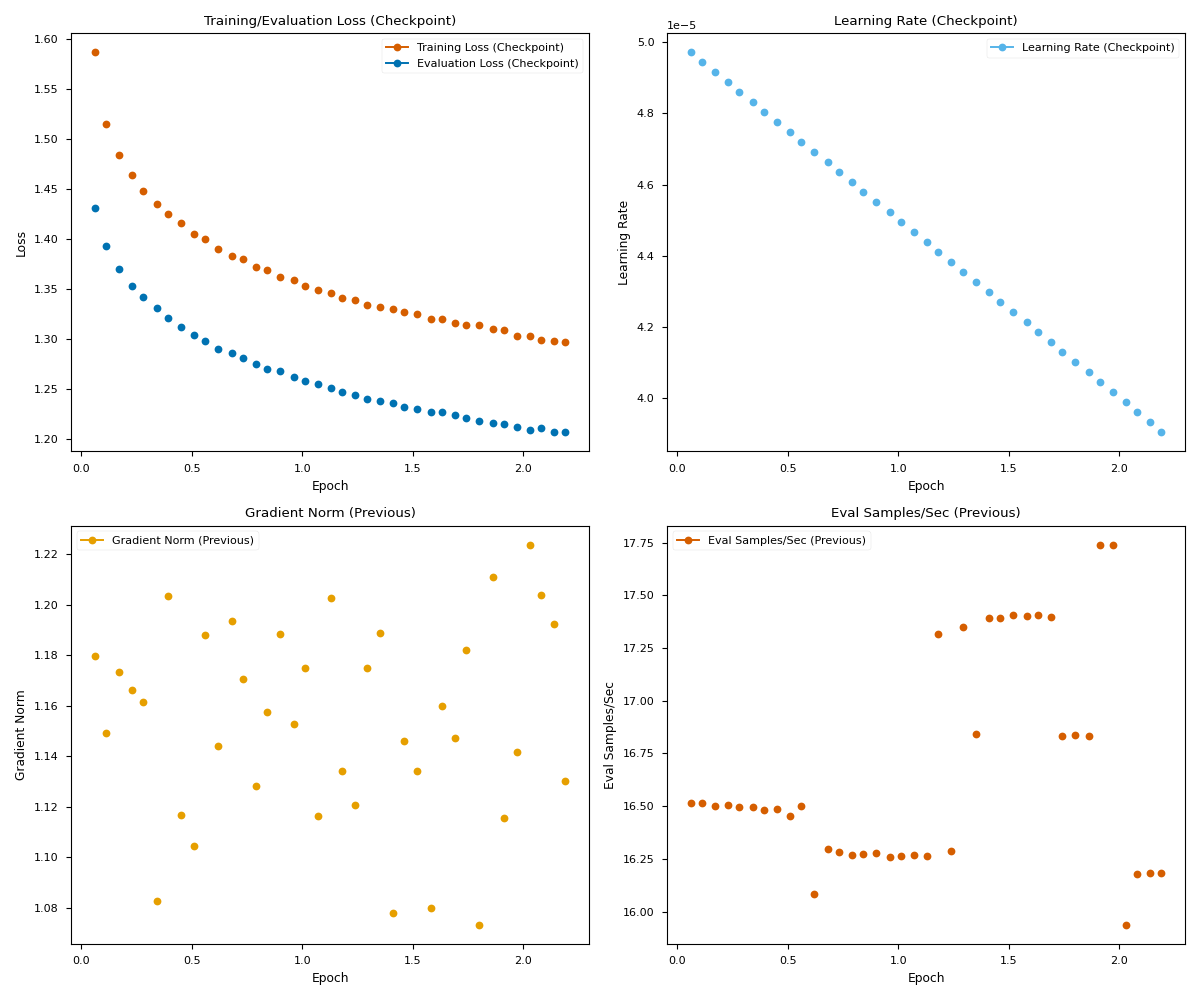 Training/Evaluation Loss (Checkpoint)
1.60
1.55
1.50
1.45
1.40
1.35
1.30
1.25
1.20
Loss
Training Loss (Checkpoint)
Evaluation Loss (Checkpoint)
0.0 0.5 1.0 1.5 2.0
Epoch
Learning Rate (Checkpoint)
1e−5
5.0
4.8
4.6
4.4
4.2
4.0
Learning Rate
Learning Rate (Checkpoint)
0.0 0.5 1.0 1.5 2.0
Epoch
Gradient Norm (Previous)
1.22
1.20
1.18
1.16
1.14
1.12
1.10
1.08
Gradient Norm
Gradient Norm (Previous)
0.0 0.5 1.0 1.5 2.0
Epoch
Eval Samples/Sec (Previous)
17.75
17.50
17.25
17.00
16.75
16.50
16.25
16.00
Eval Samples/Sec
Eval Samples/Sec (Previous)
0.0 0.5 1.0 1.5 2.0
Epoch